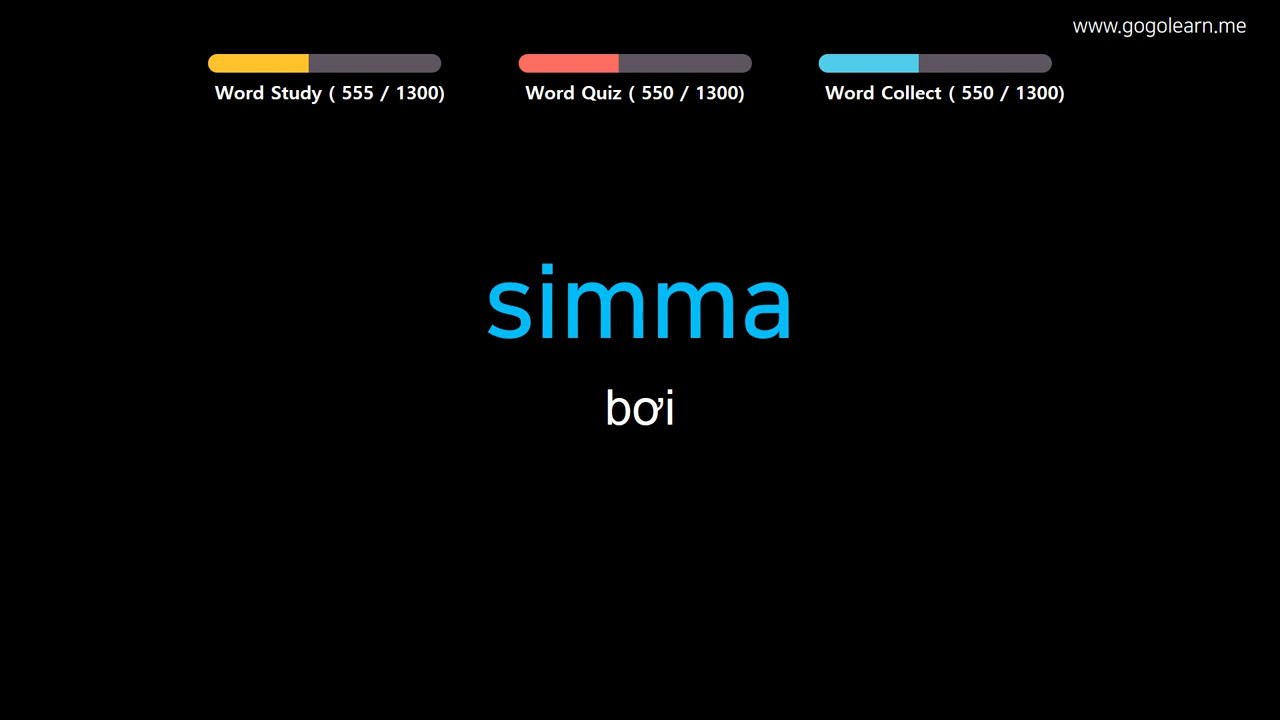 www.gogolearn.me
Word Study ( 555 / 1300)
Word Quiz ( 550 / 1300)
Word Collect ( 550 / 1300)
simma
bơi